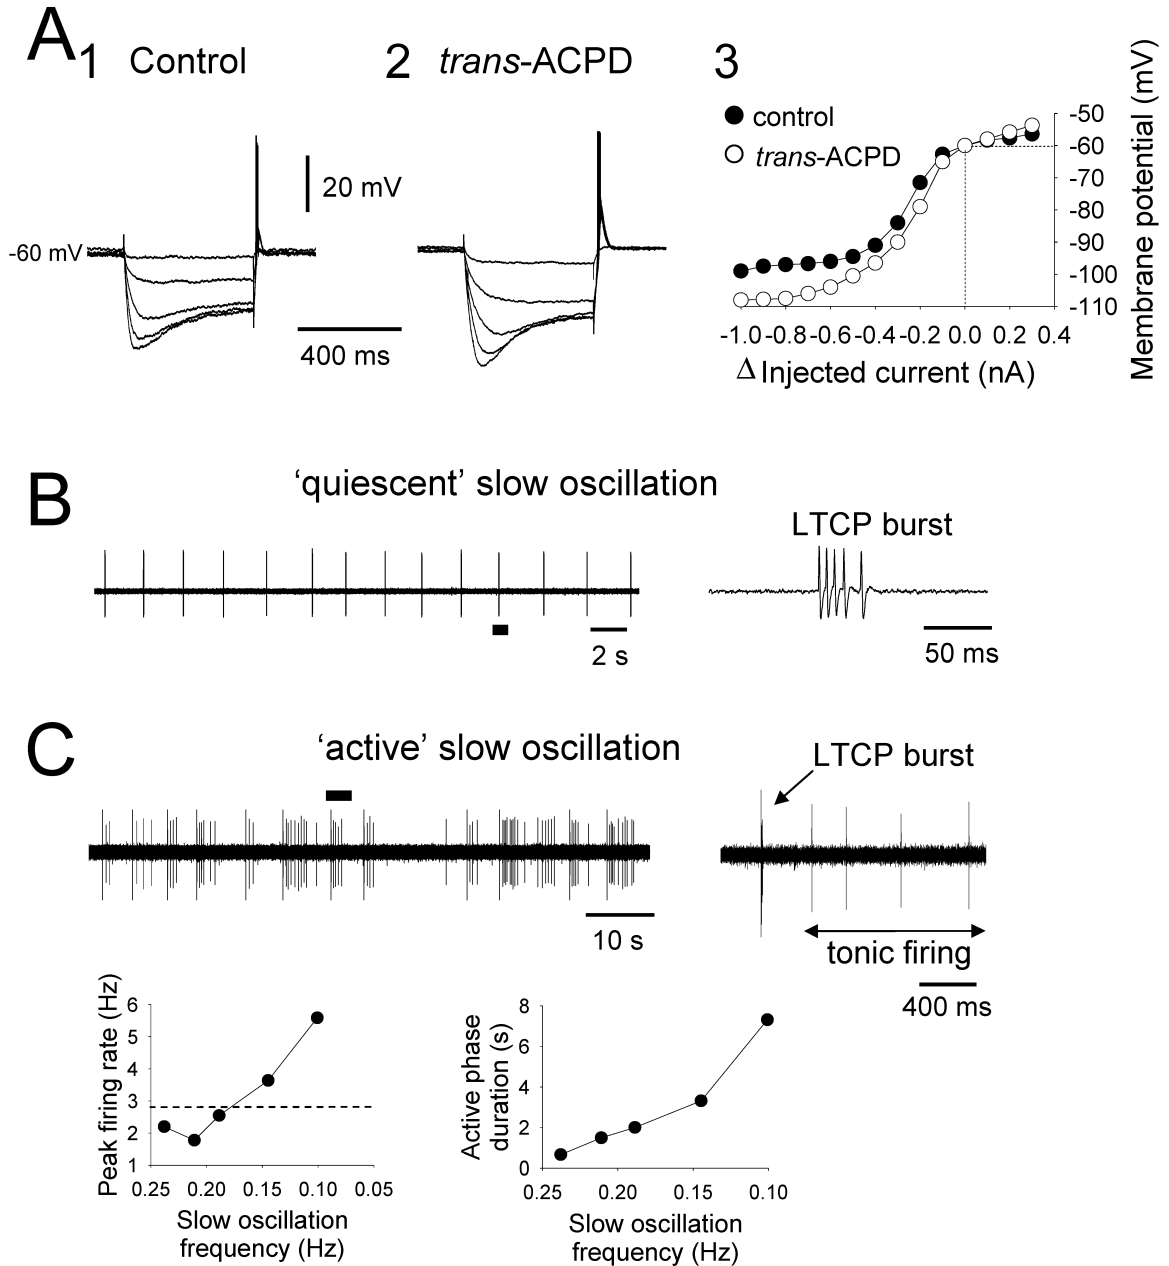 A1 Control
2 trans-ACPD
3
-60 mV
20 mV
400 ms
control
trans-ACPD
-50
-60
-70
-80
-90
-100
-110
Membrane potential (mV)
-1.0 -0.8 -0.6 -0.4 -0.2 0.0 0.2 0.4
Δ Injected current (nA)
B
‘quiescent’ slow oscillation
LTCP burst
2 s
50 ms
C
‘active’ slow oscillation
LTCP burst
10 s
tonic firing
400 ms
Peak firing rate (Hz)
6
5
4
3
2
1
0.25 0.20 0.15 0.10 0.05
Slow oscillation
frequency (Hz)
Active phase
duration (s)
8
6
4
2
0
0.25 0.20 0.15 0.10
Slow oscillation
frequency (Hz)